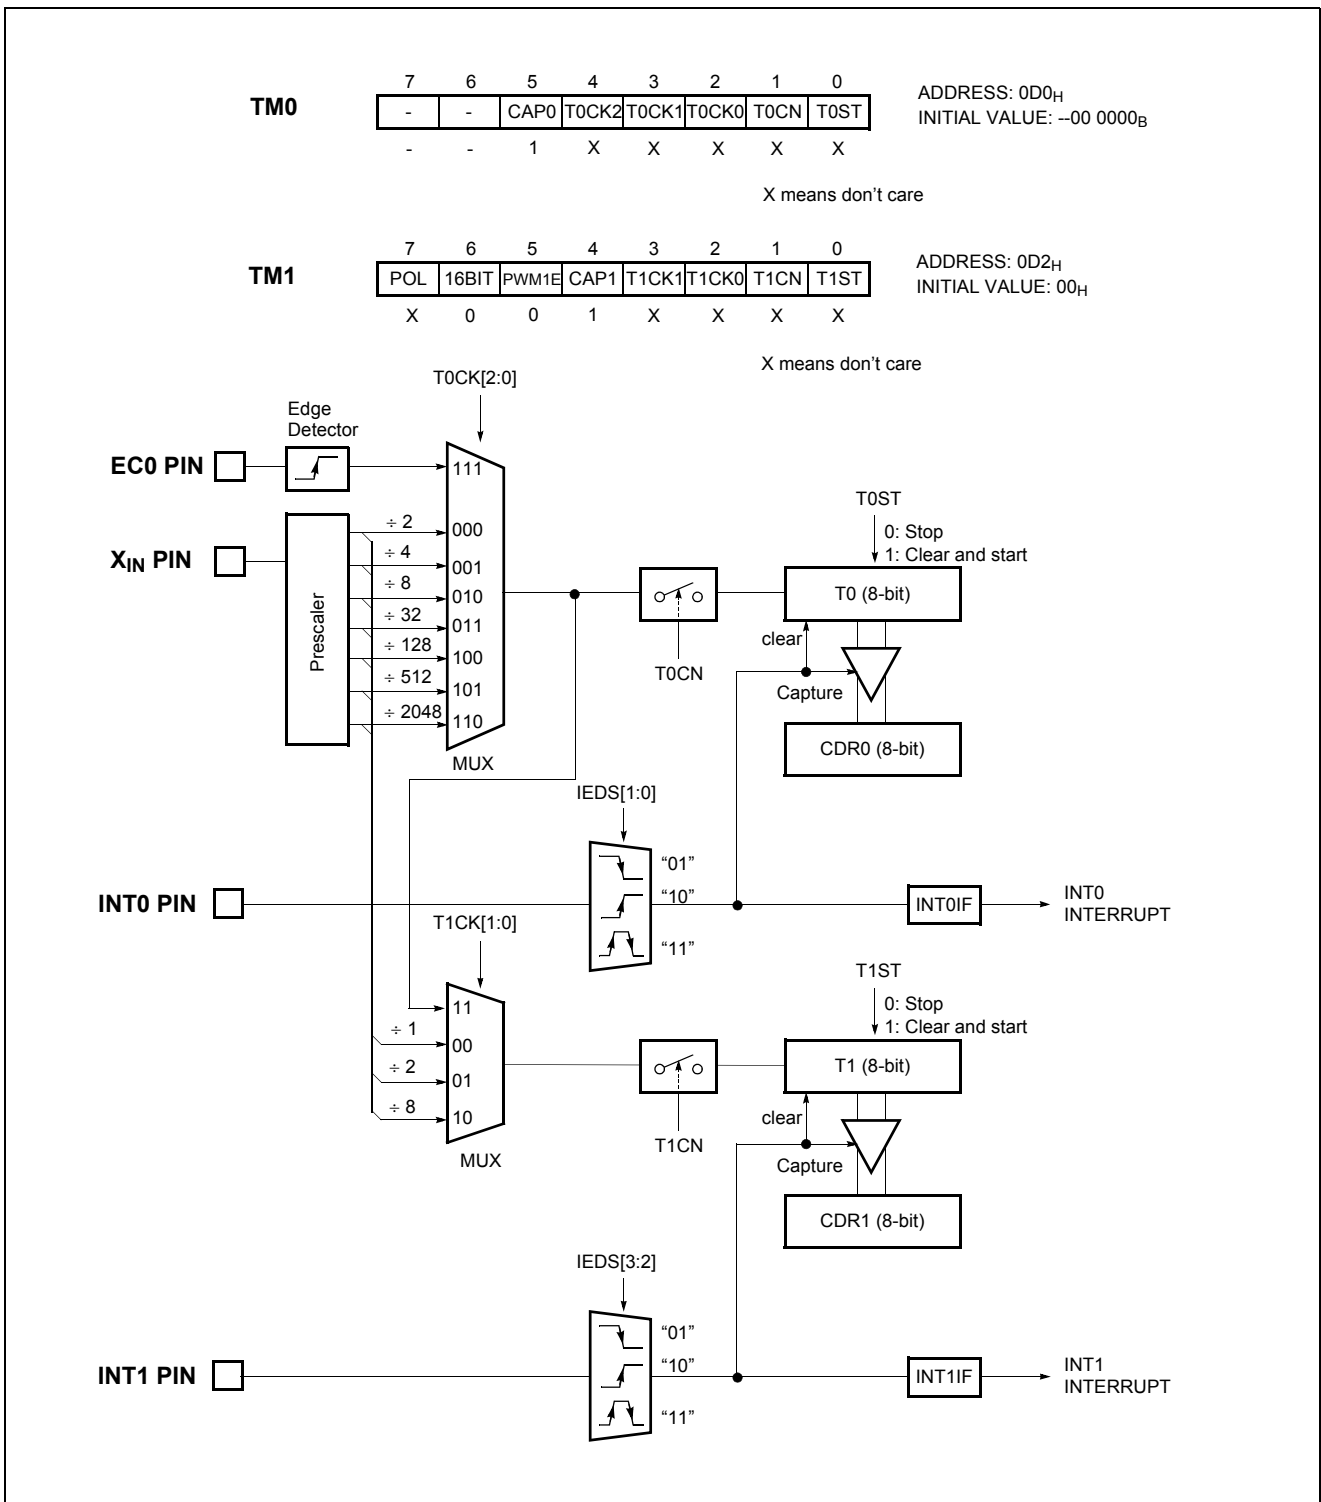 7 6 5 4 3 2 1 0
TM0 - - CAP0 T0CK2 T0CK1 T0CK0 T0CN T0ST
ADDRESS: 0D0H
INITIAL VALUE: --00 0000B
- - 1 X X X X X
X means don’t care
7 6 5 4 3 2 1 0
TM1 POL 16BIT PWM1E CAP1 T1CK1 T1CK0 T1CN T1ST
ADDRESS: 0D2H
INITIAL VALUE: 00H
X 0 0 1 X X X X
X means don’t care
T0CK[2:0]
Edge
Detector
EC0 PIN
111
XIN PIN
Prescaler
÷ 2 000
÷ 4 001
÷ 8 010
÷ 32 011
÷ 128 100
÷ 512 101
÷ 2048 110
MUX
T0CN
T0ST
0: Stop
1: Clear and start
T0 (8-bit)
clear
Capture
CDR0 (8-bit)
IEDS[1:0]
“01”
INT0 PIN
“10”
“11”
INT0IF
INT0
INTERRUPT
T1CK[1:0]
11
÷ 1 00
÷ 2 01
÷ 8 10
MUX
T1CN
T1ST
0: Stop
1: Clear and start
T1 (8-bit)
clear
Capture
CDR1 (8-bit)
IEDS[3:2]
“01”
INT1 PIN
“10”
“11”
INT1IF
INT1
INTERRUPT